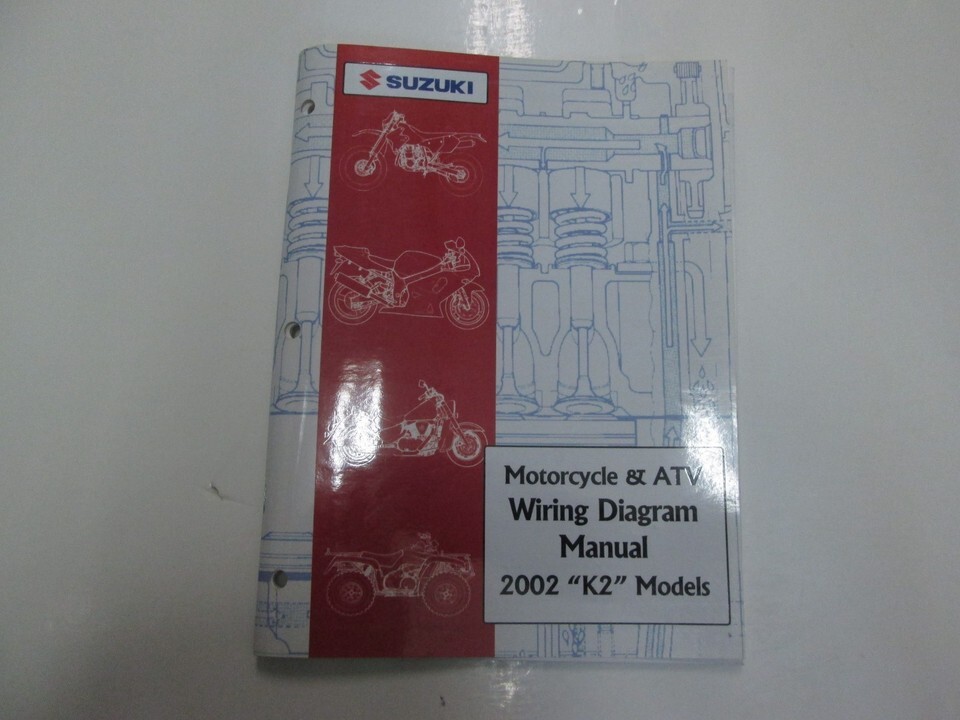 SUZUKI
Motorcycle & ATV
Wiring Diagram
Manual
2002 “K2” Models